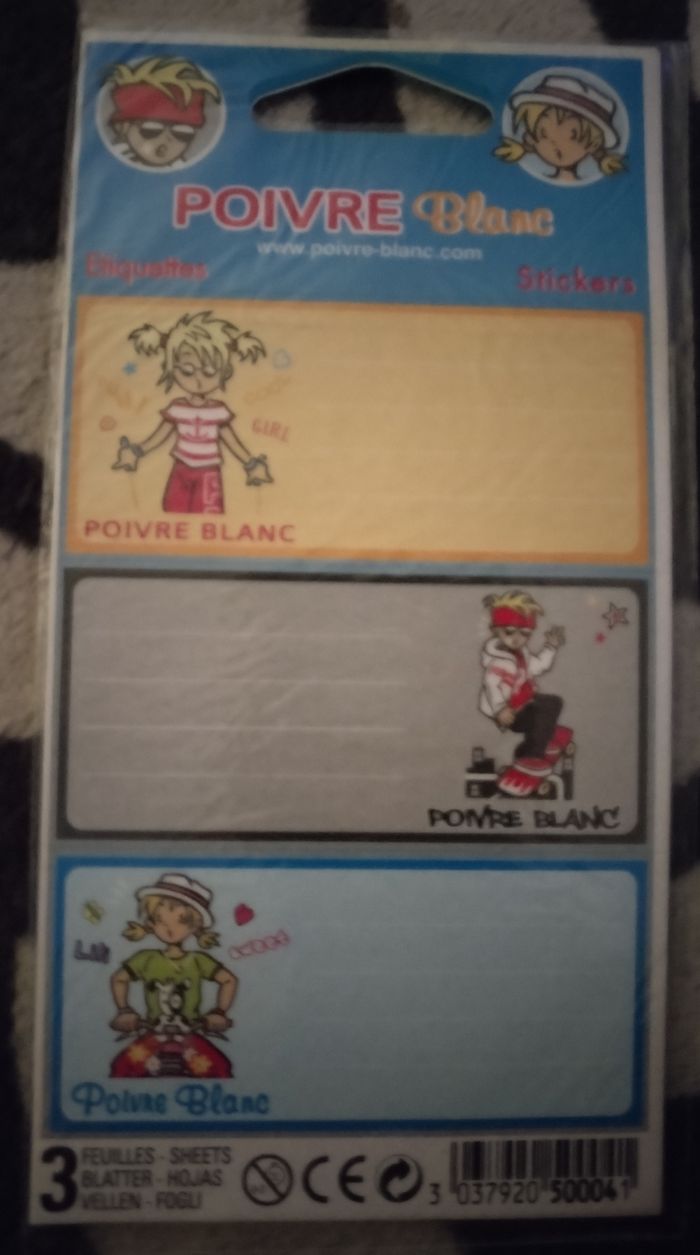 POIVRE Blanc
www.poivre-blanc.com
Etiquettes
Stickers
GIRL
POIVRE BLANC
POIVRE BLANC
Poivre Blanc
3 FEUILLES - SHEETS
BLATTER - HOJAS
VELLEN - FOGLI
CE
3 037920 500041